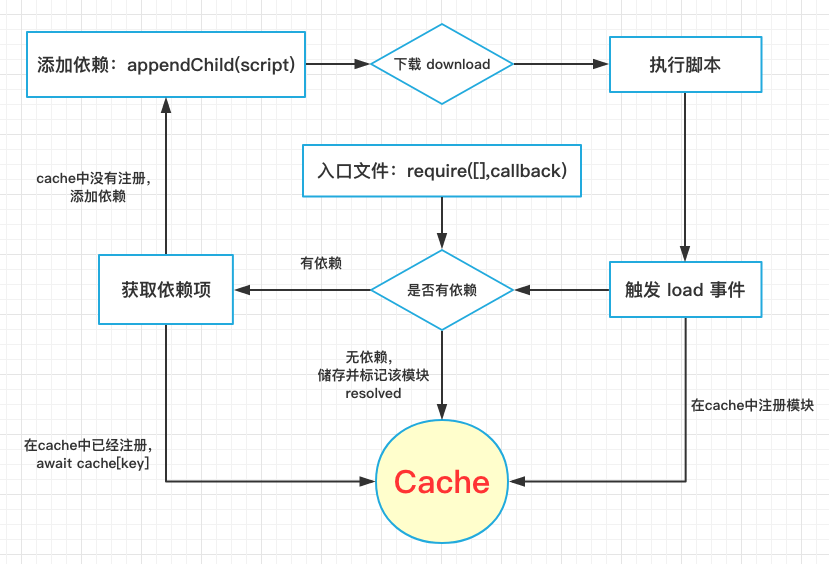 添加依赖：appendChild(script)
下载 download
执行脚本
入口文件：require([],callback)
cache中没有注册，
添加依赖
有依赖
获取依赖项
是否有依赖
触发 load 事件
无依赖，
储存并标记该模块
resolved
在cache中注册模块
在cache中已经注册，
await cache[key]
Cache